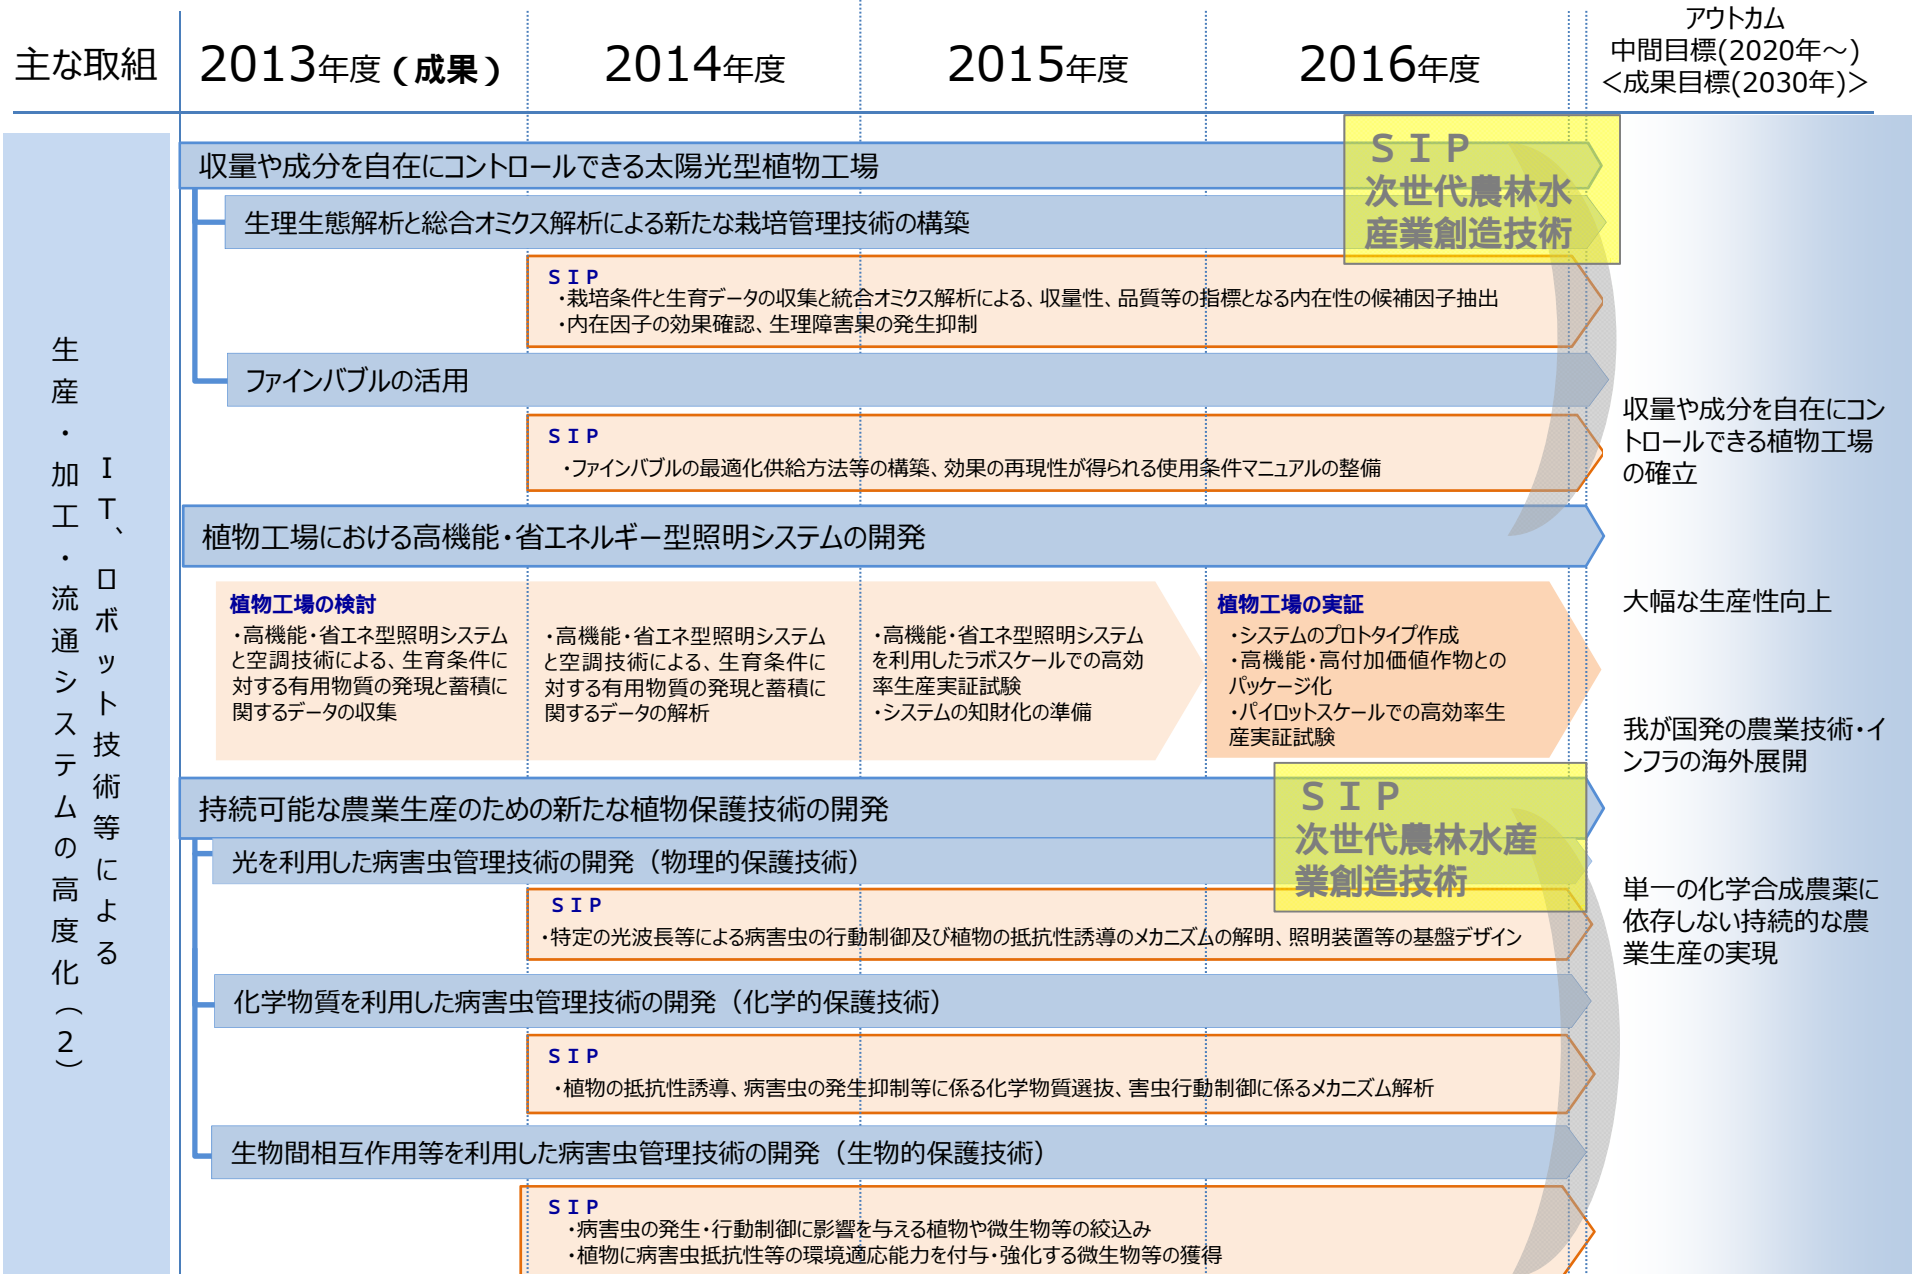 主な取組
2013年度(成果)
2014年度
2015年度
2016年度
アウトカム
中間目標(2020年～)
＜成果目標(2030年)＞
生産・加工・流通システムの高度化(2)
IT、ロボット技術等による
収量や成分を自在にコントロールできる太陽光型植物工場
SIP
次世代農林水
産業創造技術
生理生態解析と総合オミクス解析による新たな栽培管理技術の構築
SIP
・栽培条件と生育データの収集と統合オミクス解析による、収量性、品質等の指標となる内在性の候補因子抽出
・内在因子の効果確認、生理障害果の発生抑制
ファインバブルの活用
SIP
・ファインバブルの最適化供給方法等の構築、効果の再現性が得られる使用条件マニュアルの整備
植物工場における高機能・省エネルギー型照明システムの開発
植物工場の検討
・高機能・省エネ型照明システム
と空調技術による、生育条件に
対する有用物質の発現と蓄積に
関するデータの収集
・高機能・省エネ型照明システム
と空調技術による、生育条件に
対する有用物質の発現と蓄積に
関するデータの解析
・高機能・省エネ型照明システム
を利用したラボスケールでの高効
率生産実証試験
・システムの知財化の準備
植物工場の実証
・システムのプロトタイプ作成
・高機能・高付加価値作物との
パッケージ化
・パイロットスケールでの高効率生
産実証試験
持続可能な農業生産のための新たな植物保護技術の開発
SIP
次世代農林水産
業創造技術
光を利用した病害虫管理技術の開発（物理的保護技術）
SIP
・特定の光波長等による病害虫の行動制御及び植物の抵抗性誘導のメカニズムの解明、照明装置等の基盤デザイン
化学物質を利用した病害虫管理技術の開発（化学的保護技術）
SIP
・植物の抵抗性誘導、病害虫の発生抑制等に係る化学物質選抜、害虫行動制御に係るメカニズム解析
生物間相互作用等を利用した病害虫管理技術の開発（生物的保護技術）
SIP
・病害虫の発生・行動制御に影響を与える植物や微生物等の絞込み
・植物に病害虫抵抗性等の環境適応能力を付与・強化する微生物等の獲得
収量や成分を自在にコン
トロールできる植物工場
の確立
大幅な生産性向上
我が国発の農業技術・イ
ンフラの海外展開
単一の化学合成農薬に
依存しない持続的な農
業生産の実現